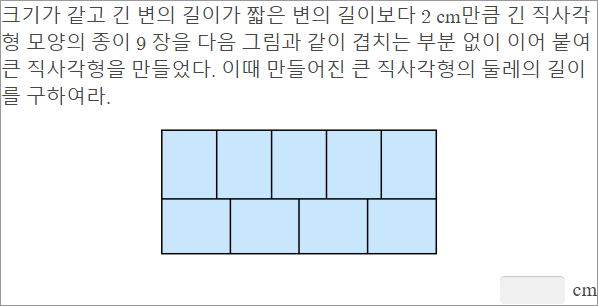 크기가 같고 긴 변의 길이가 짧은 변의 길이보다 2 cm만큼 긴 직사각
형 모양의 종이 9 장을 다음 그림과 같이 겹치는 부분 없이 이어 붙여
큰 직사각형을 만들었다. 이때 만들어진 큰 직사각형의 둘레의 길이
를 구하여라.
cm